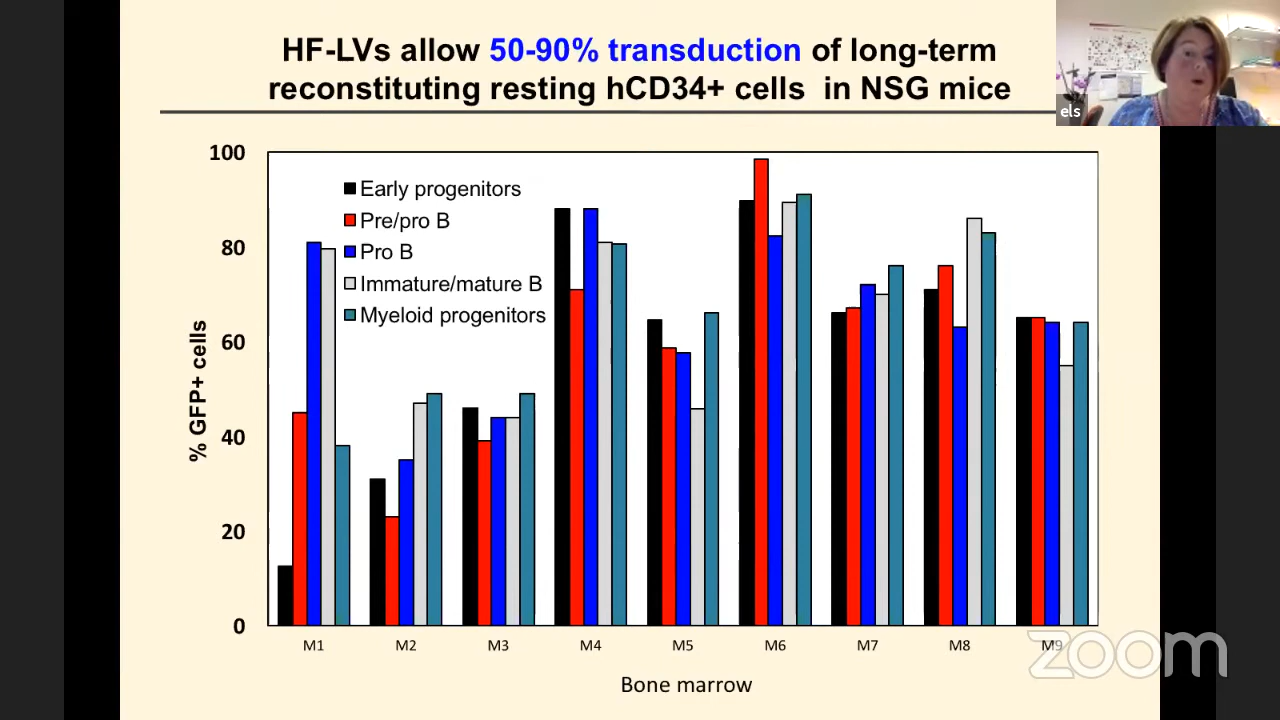 HF-LVs allow 50-90% transduction of long-term
reconstituting resting hCD34+ cells in NSG mice
els
100
80
60
40
20
0
% GFP+ cells
Early progenitors
Pre/pro B
Pro B
Immature/mature B
Myeloid progenitors
M1 M2 M3 M4 M5 M6 M7 M8 M9
Bone marrow
zoom